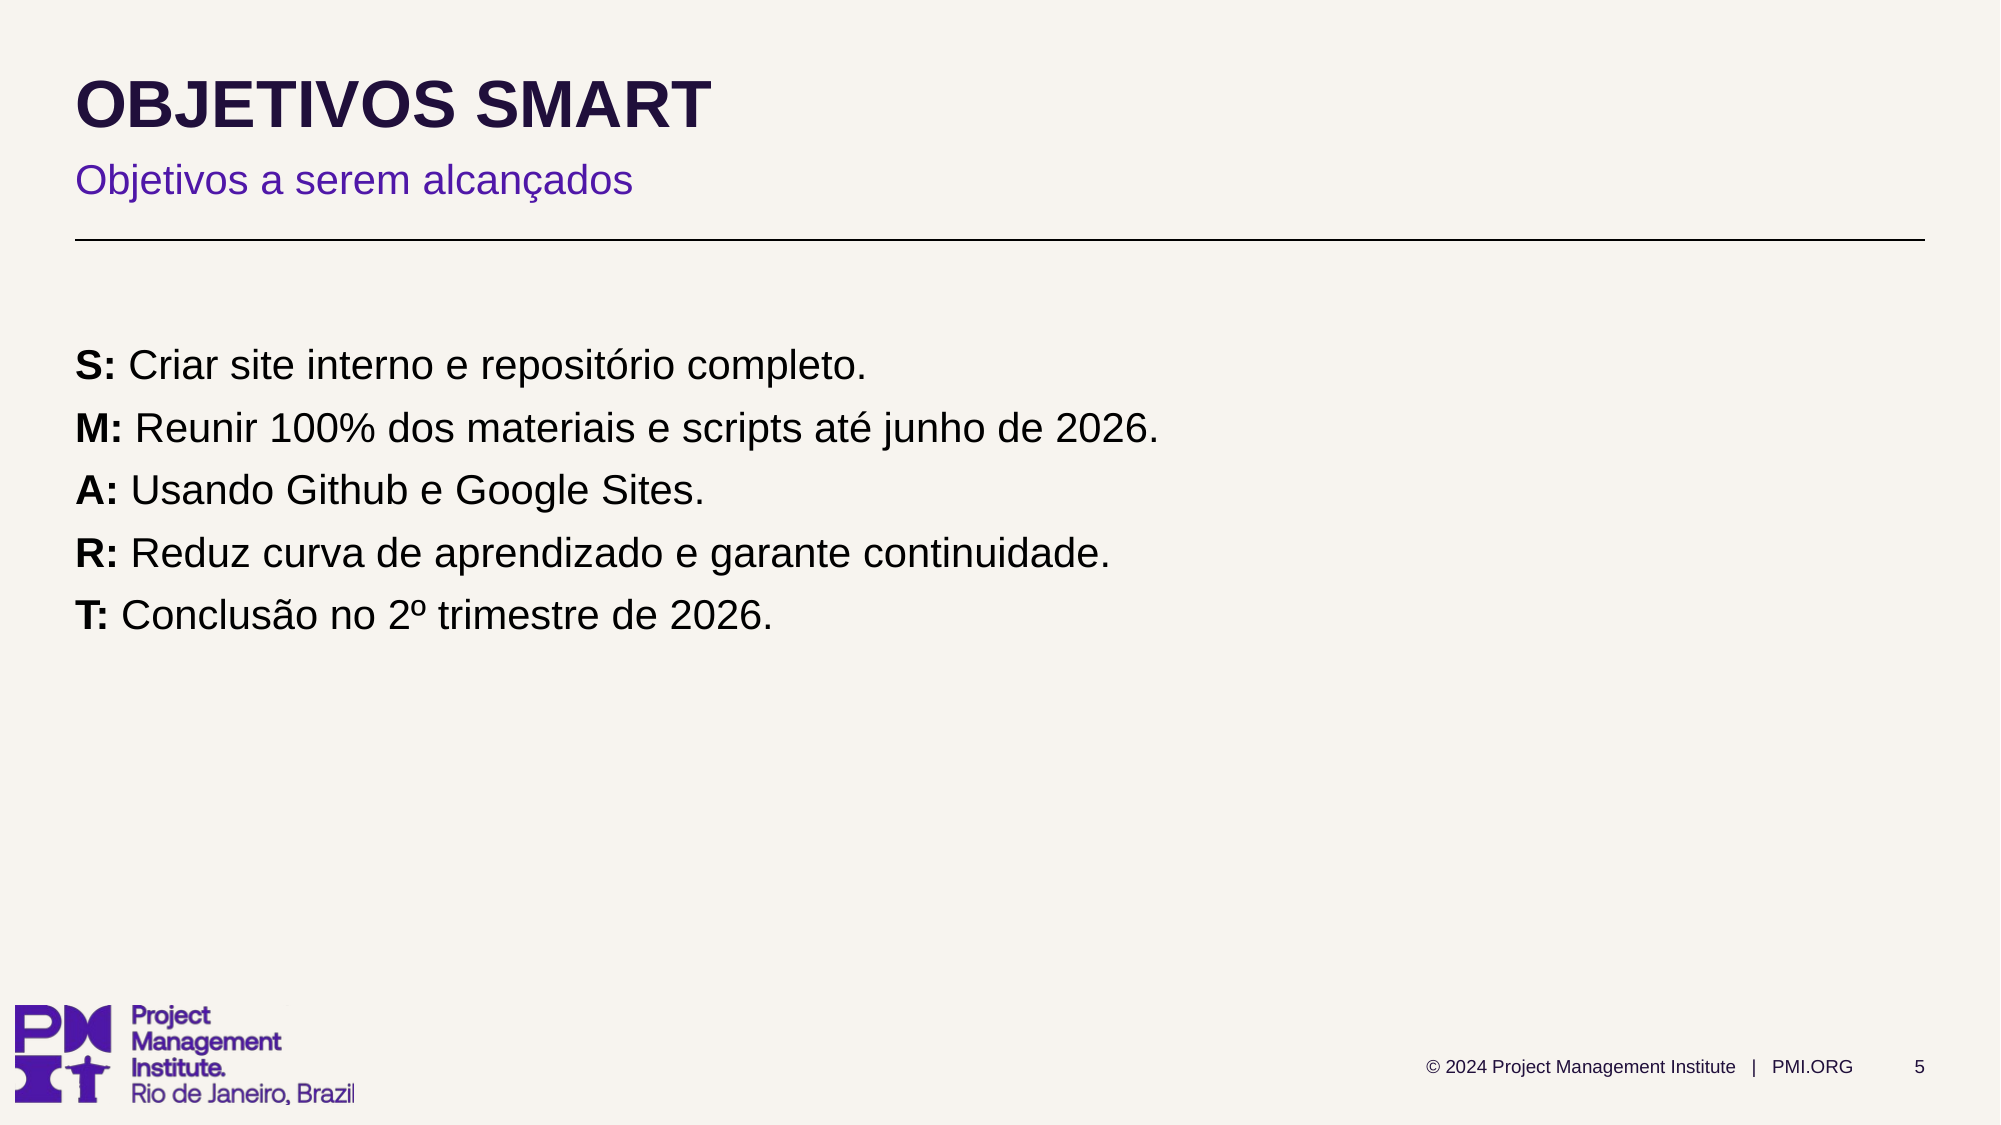 OBJETIVOS SMART
Objetivos a serem alcançados
S: Criar site interno e repositório completo.
M: Reunir 100% dos materiais e scripts até junho de 2026.
A: Usando Github e Google Sites.
R: Reduz curva de aprendizado e garante continuidade.
T: Conclusão no 2º trimestre de 2026.
Project
Management
Institute.
Rio de Janeiro, Brazil
© 2024 Project Management Institute | PMI.ORG 5